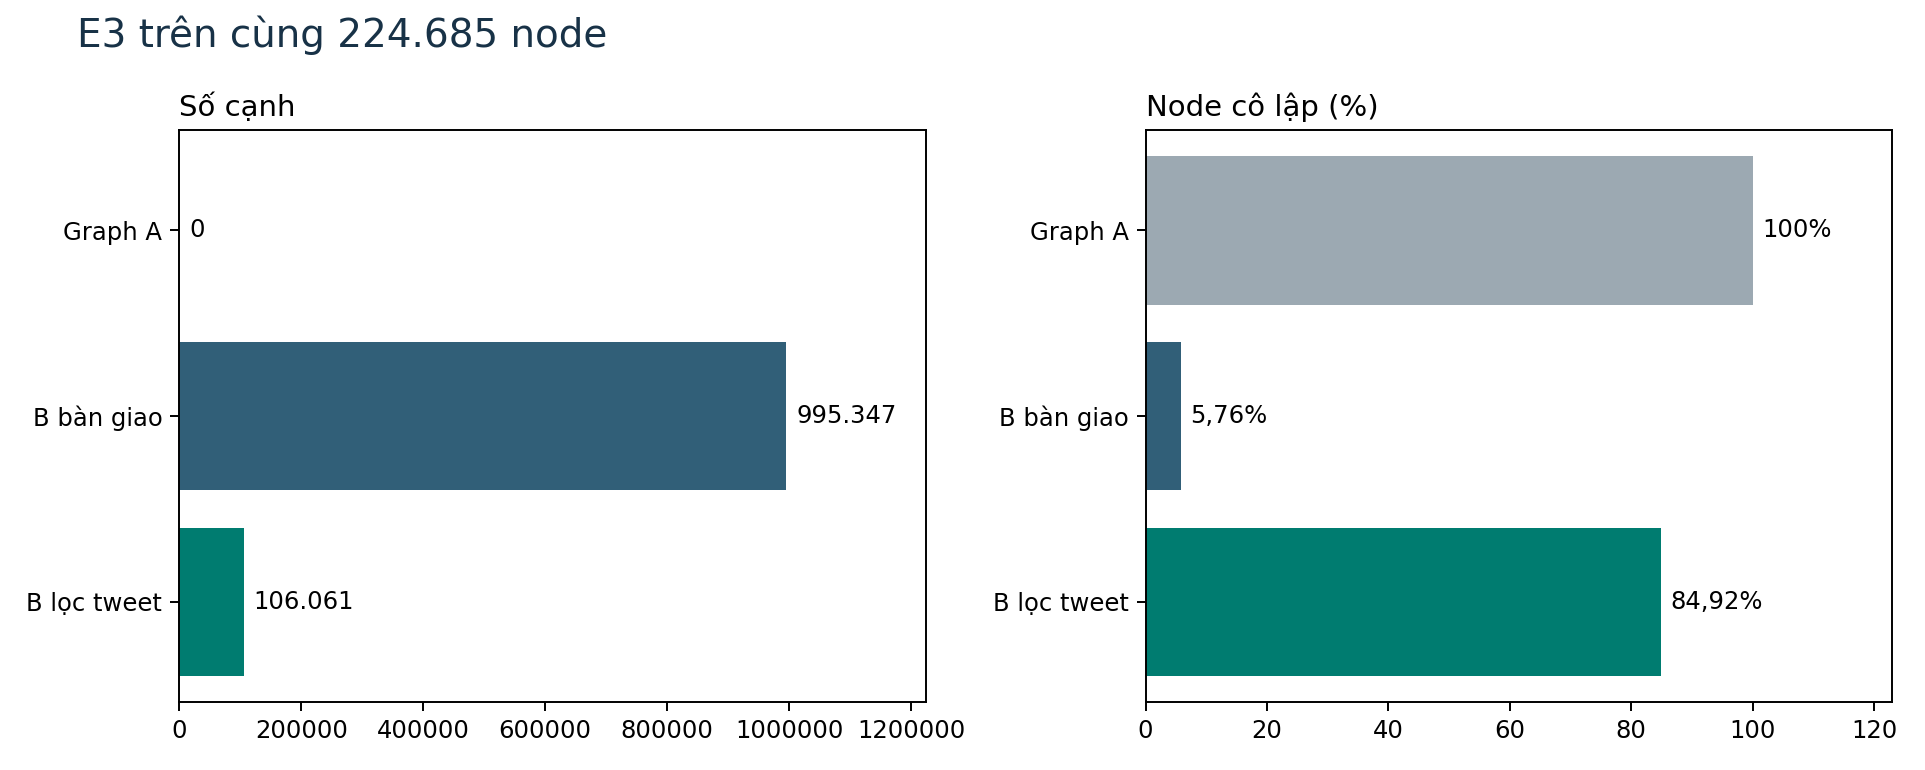 E3 trên cùng 224.685 node
Số cạnh
Graph A
0
B bàn giao
995.347
B lọc tweet
106.061
0 200000 400000 600000 800000 1000000 1200000
Node cô lập (%)
Graph A
100%
B bàn giao
5,76%
B lọc tweet
84,92%
0 20 40 60 80 100 120